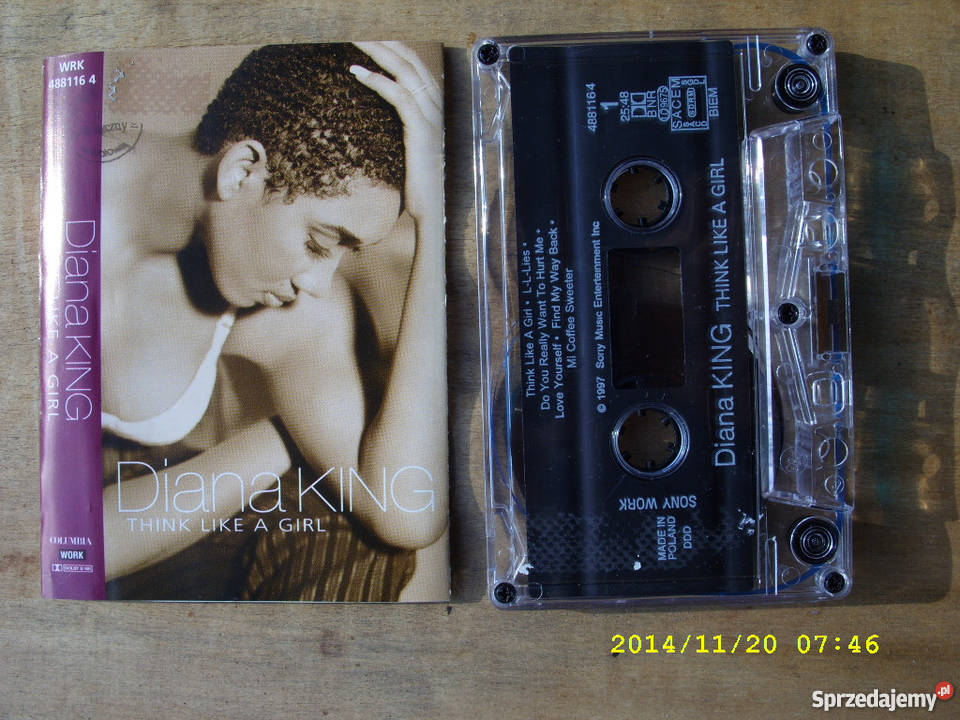 WRK
488116 4
Diana KING
LIKE A GIRL
COLUMBIA
WORK
DOLBY B NR
Diana KING
THINK LIKE A GIRL
4881164
1
25:48
BNR
SACEM
BIEM
Think Like A Girl • L-L-Lies •
Do You Really Want To Hurt Me •
Love Yourself • Find My Way Back •
Mi Coffee Sweeter
© 1997 Sony Music Entertainment Inc
Diana KING THINK LIKE A GIRL
SONY WORK
MADE IN
POLAND
DDD
2014/11/20 07:46
Sprzedajemy.pl